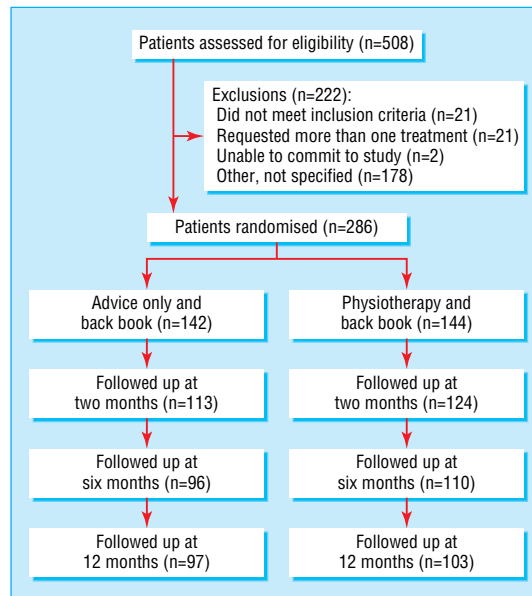 Patients assessed for eligibility (n=508)
Exclusions (n=222):
Did not meet inclusion criteria (n=21)
Requested more than one treatment (n=21)
Unable to commit to study (n=2)
Other, not specified (n=178)
Patients randomised (n=286)
Advice only and
back book (n=142)
Physiotherapy and
back book (n=144)
Followed up at
two months (n=113)
Followed up at
two months (n=124)
Followed up at
six months (n=96)
Followed up at
six months (n=110)
Followed up at
12 months (n=97)
Followed up at
12 months (n=103)